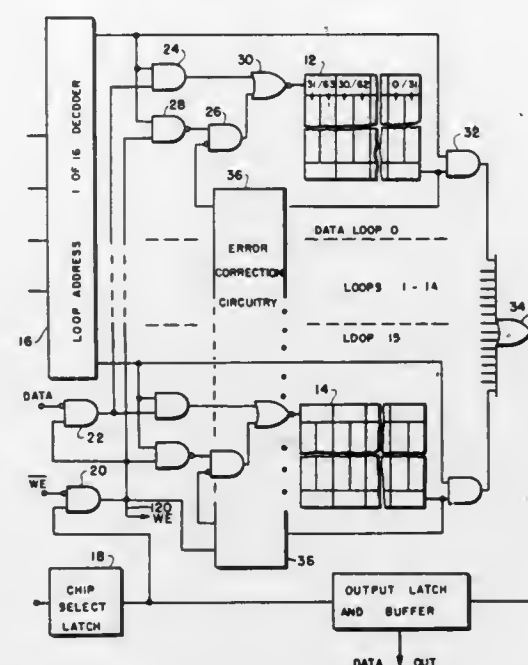 24
30
12
31/63 30/62 0/31
28
26
32
1 OF 16 DECODER
LOOP ADDRESS
16
36
ERROR
CORRECTION
CIRCUITRY
DATA LOOP 0
LOOPS 1-14
LOOP 15
34
DATA
22
14
WE
20
120
WE
36
18
CHIP
SELECT
LATCH
OUTPUT LATCH
AND BUFFER
DATA OUT